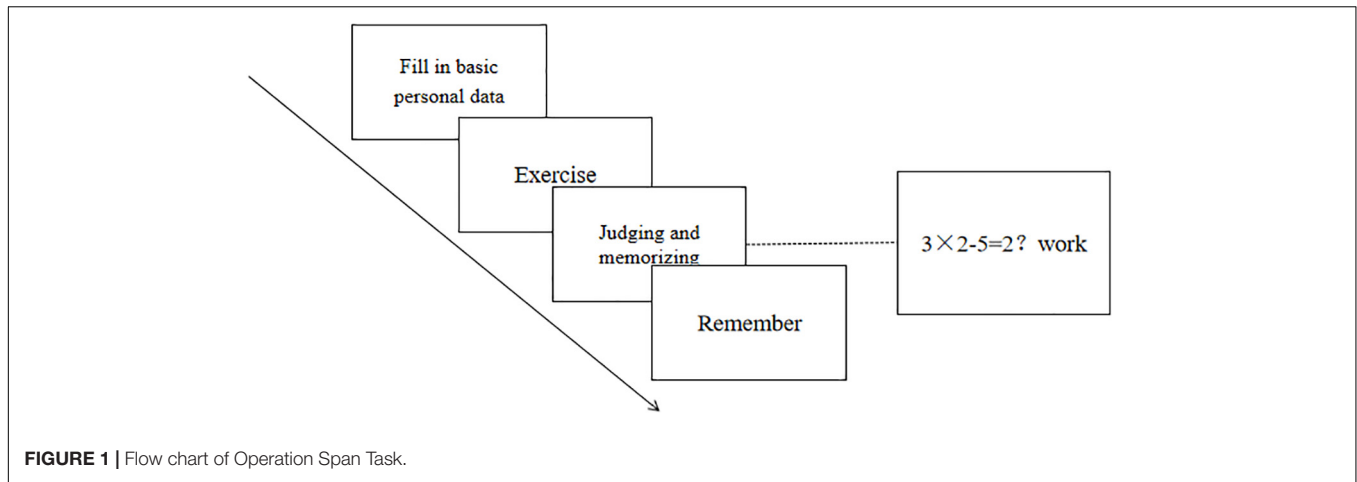 Fill in basic
personal data
Exercise
Judging and
memorizing
3×2-5=2？ work
Remember
FIGURE 1 | Flow chart of Operation Span Task.